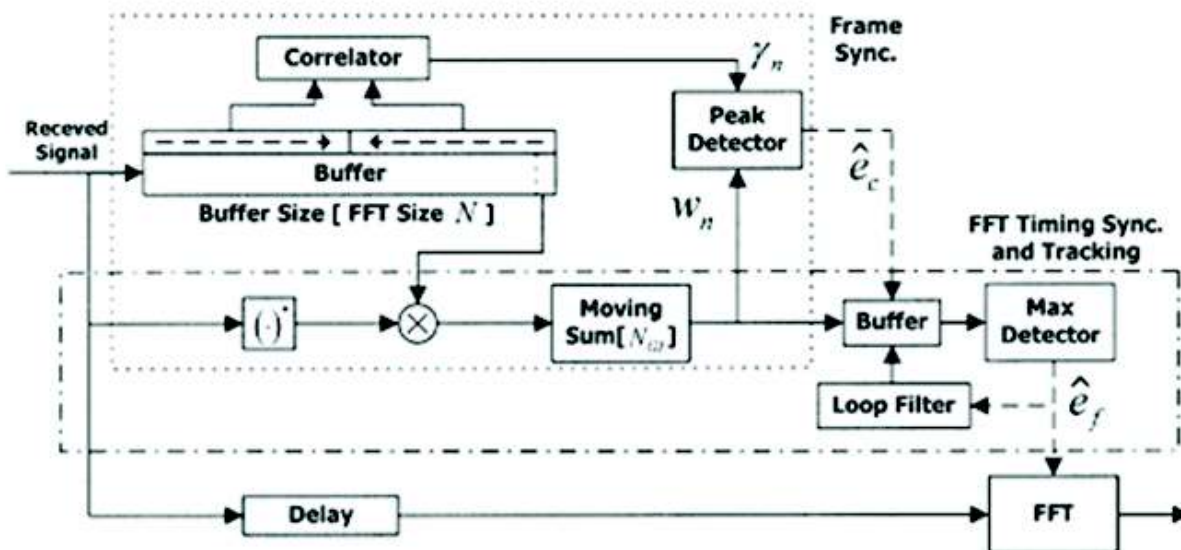 Frame
Sync.
Correlator
γ_n
Peak
Detector
Receved
Signal
Buffer
Buffer Size [ FFT Size N ]
w_n
ê_c
FFT Timing Sync.
and Tracking
(·)*
Moving
Sum[N_GI]
Buffer
Max
Detector
Loop Filter
ê_f
Delay
FFT